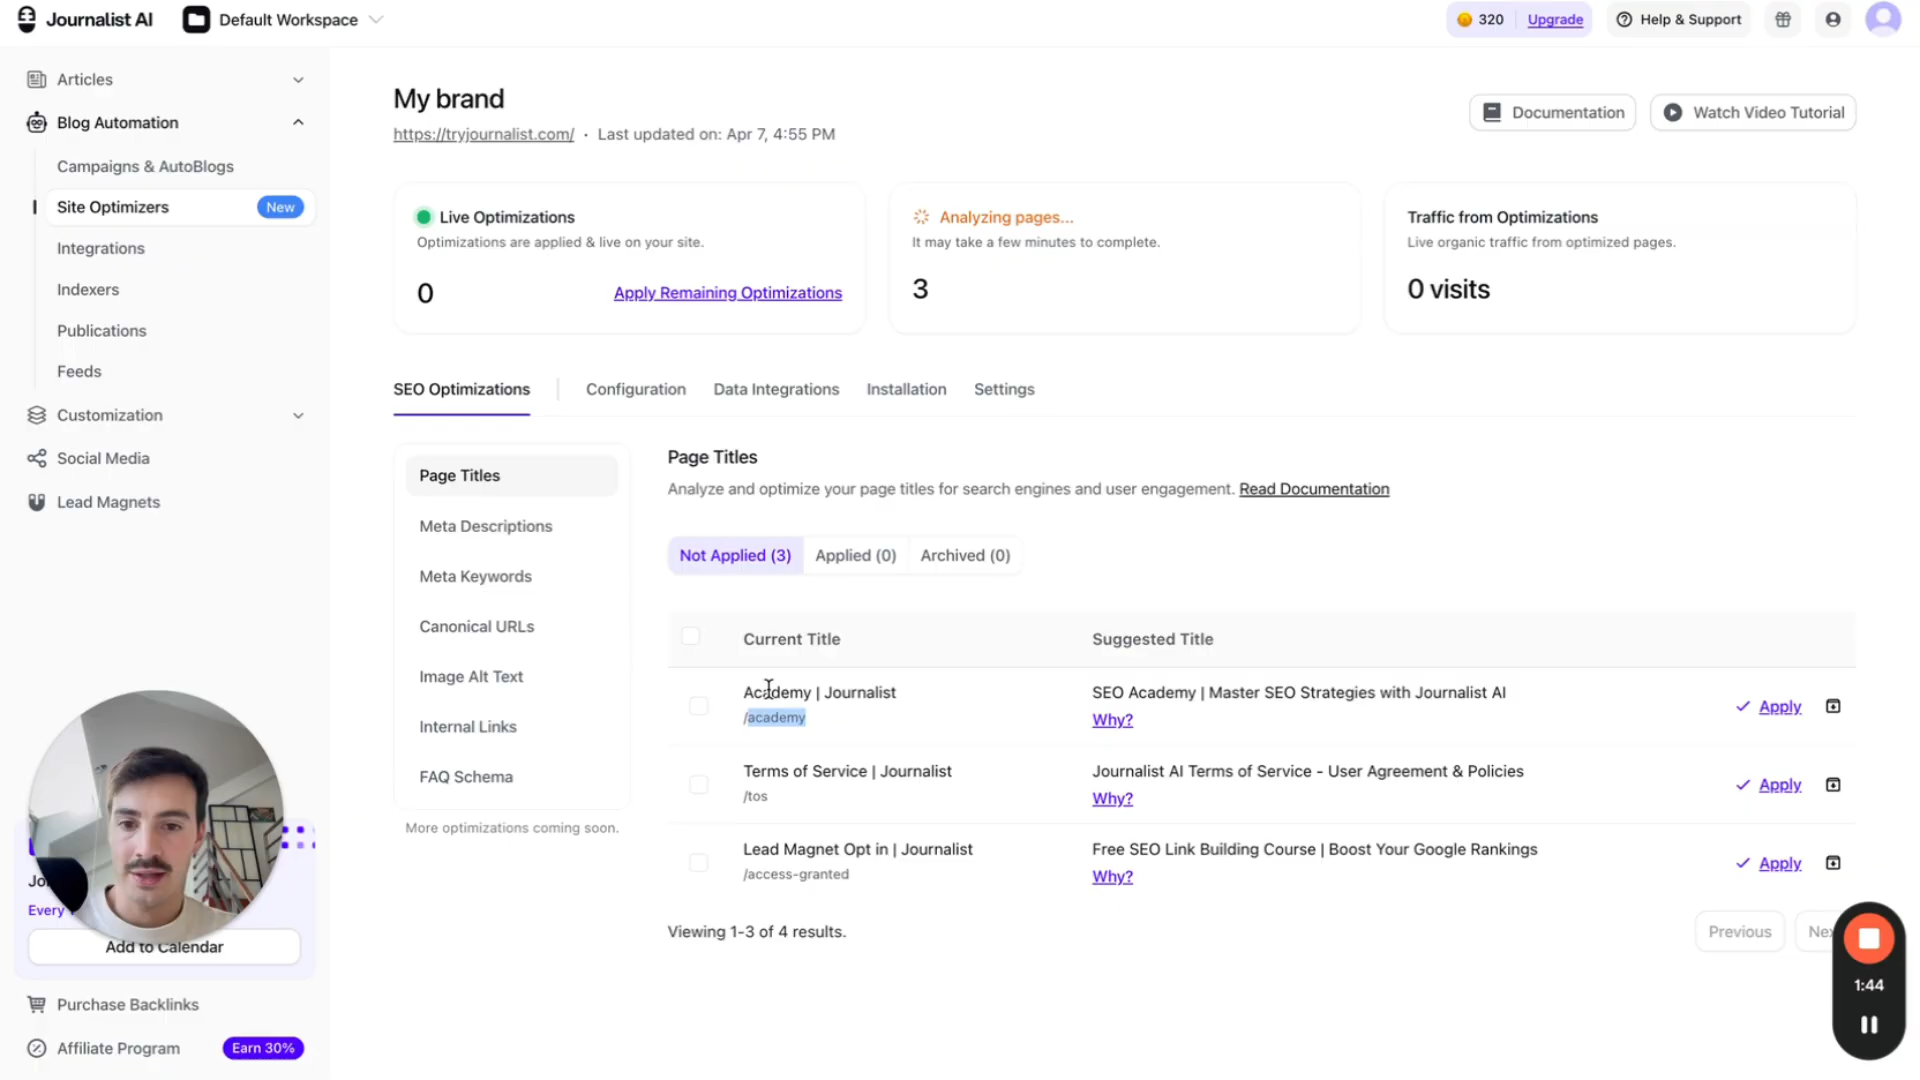 Journalist AI
Default Workspace
320 Upgrade
Help & Support
Articles
Blog Automation
Campaigns & AutoBlogs
Site Optimizers New
Integrations
Indexers
Publications
Feeds
Customization
Social Media
Lead Magnets
Every
Add to Calendar
Purchase Backlinks
Affiliate Program Earn 30%
My brand
https://tryjournalist.com/ · Last updated on: Apr 7, 4:55 PM
Documentation
Watch Video Tutorial
Live Optimizations
Optimizations are applied & live on your site.
0 Apply Remaining Optimizations
Analyzing pages...
It may take a few minutes to complete.
3
Traffic from Optimizations
Live organic traffic from optimized pages.
0 visits
SEO Optimizations Configuration Data Integrations Installation Settings
Page Titles
Meta Descriptions
Meta Keywords
Canonical URLs
Image Alt Text
Internal Links
FAQ Schema
More optimizations coming soon.
Page Titles
Analyze and optimize your page titles for search engines and user engagement. Read Documentation
Not Applied (3) Applied (0) Archived (0)
Current Title Suggested Title
Academy | Journalist SEO Academy | Master SEO Strategies with Journalist AI
/academy Why? Apply
Terms of Service | Journalist Journalist AI Terms of Service - User Agreement & Policies
/tos Why? Apply
Lead Magnet Opt in | Journalist Free SEO Link Building Course | Boost Your Google Rankings
/access-granted Why? Apply
Viewing 1-3 of 4 results.
Previous
1:44